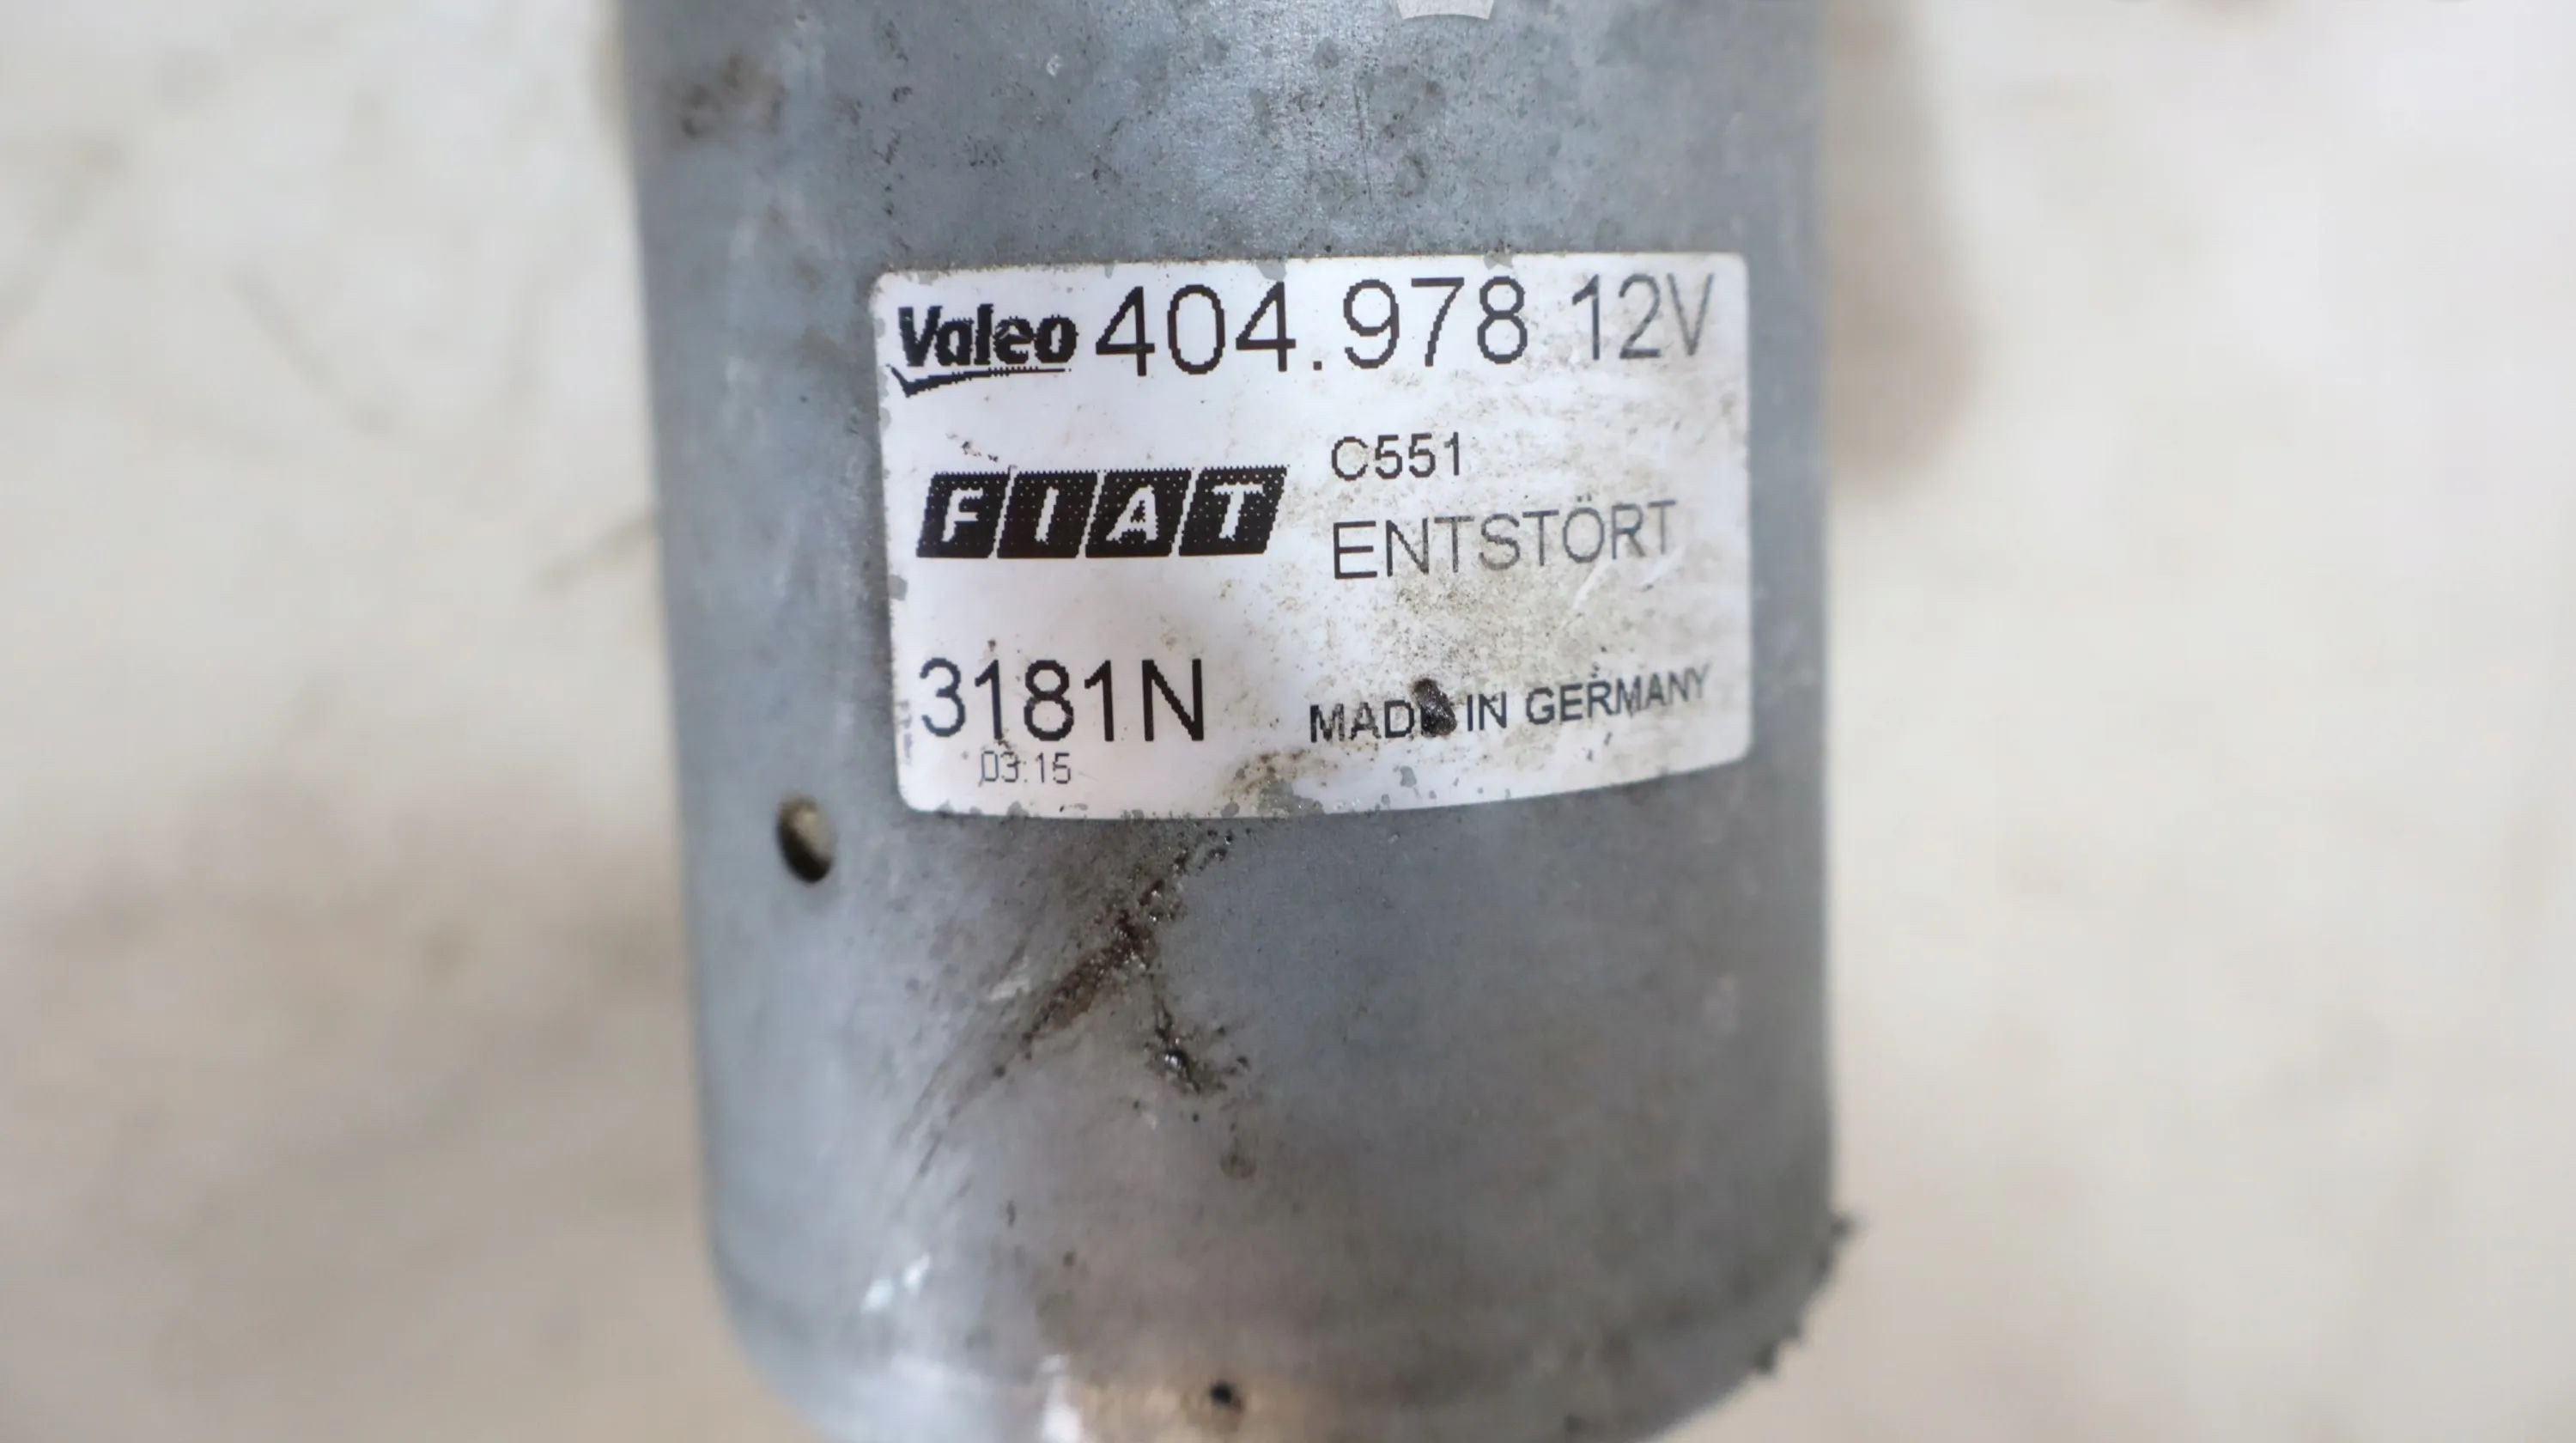 Valeo 404.978 12V
C551
FIAT
ENTSTÖRT
3181N
MADE IN GERMANY
03.15